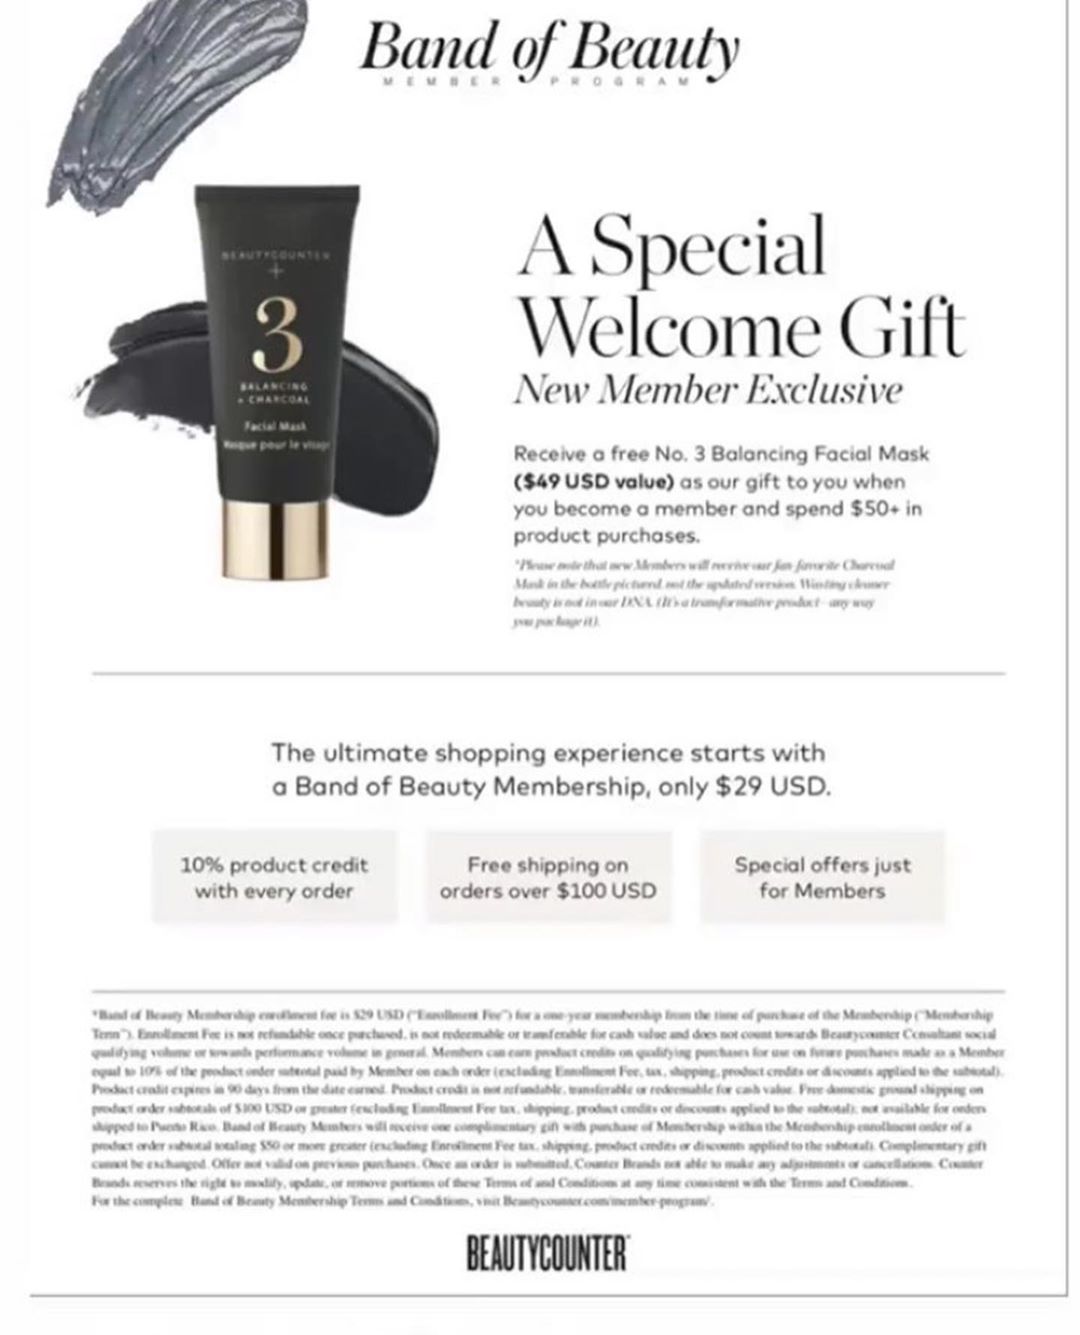 Band of Beauty
MEMBER PROGRAM
BEAUTYCOUNTER
+
3
BALANCING
+ CHARCOAL
Facial Mask
Masque pour le visage
A Special
Welcome Gift
New Member Exclusive
Receive a free No. 3 Balancing Facial Mask
($49 USD value) as our gift to you when
you become a member and spend $50+ in
product purchases.
*Please note that new Members will receive our fan-favorite Charcoal
Mask in the bottle pictured, not the updated version. Wasting cleaner
beauty is not in our DNA. (It's a transformative product—any way
you package it).
The ultimate shopping experience starts with
a Band of Beauty Membership, only $29 USD.
10% product credit
with every order
Free shipping on
orders over $100 USD
Special offers just
for Members
*Band of Beauty Membership enrollment fee is $29 USD ("Enrollment Fee") for a one-year membership from the time of purchase of the Membership ("Membership
Term"). Enrollment Fee is not refundable once purchased, is not redeemable or transferable for cash value and does not count towards Beautycounter Consultant social
qualifying volume or towards performance volume in general. Members can earn product credits on qualifying purchases for use on future purchases made as a Member
equal to 10% of the product order subtotal paid by Member on each order (excluding Enrollment Fee, tax, shipping, product credits or discounts applied to the subtotal).
Product credit expires in 90 days from the date earned. Product credit is not refundable, transferable or redeemable for cash value. Free domestic ground shipping on
product order subtotals of $100 USD or greater (excluding Enrollment Fee tax, shipping, product credits or discounts applied to the subtotal); not available for orders
shipped to Puerto Rico. Band of Beauty Members will receive one complimentary gift with purchase of Membership within the Membership enrollment order of a
product order subtotal totaling $50 or more greater (excluding Enrollment Fee tax, shipping, product credits or discounts applied to the subtotal). Complimentary gift
cannot be exchanged. Offer not valid on previous purchases. Once an order is submitted, Counter Brands not able to make any adjustments or cancellations. Counter
Brands reserves the right to modify, update, or remove portions of these Terms of and Conditions at any time consistent with the Terms and Conditions.
For the complete Band of Beauty Membership Terms and Conditions, visit Beautycounter.com/member-program/.
BEAUTYCOUNTER